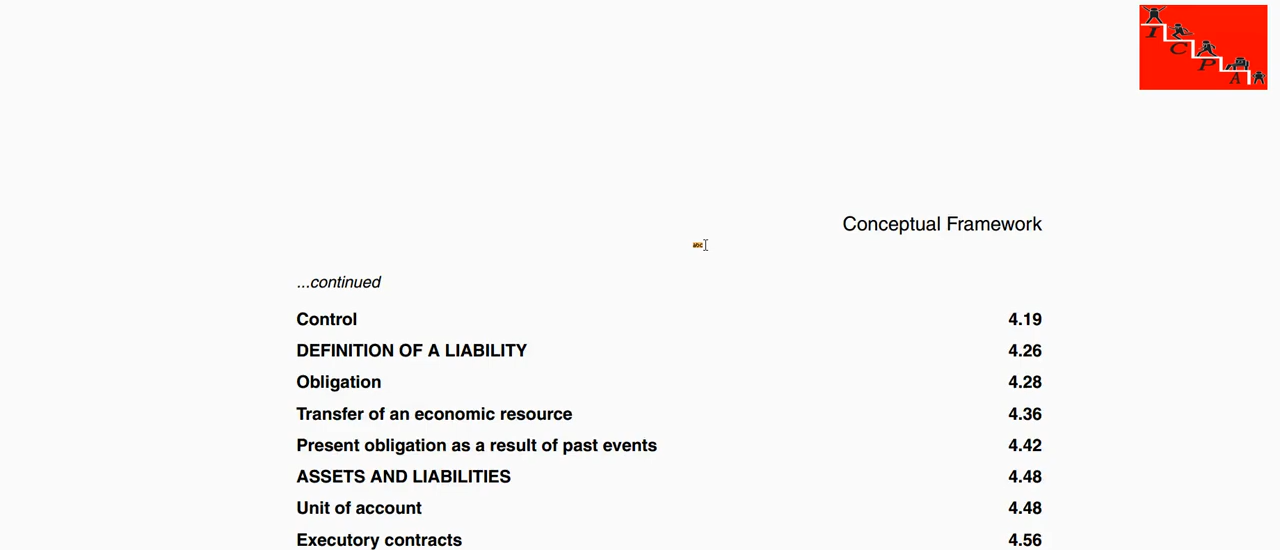 I C P A
Conceptual Framework
abc
...continued
Control 4.19
DEFINITION OF A LIABILITY 4.26
Obligation 4.28
Transfer of an economic resource 4.36
Present obligation as a result of past events 4.42
ASSETS AND LIABILITIES 4.48
Unit of account 4.48
Executory contracts 4.56